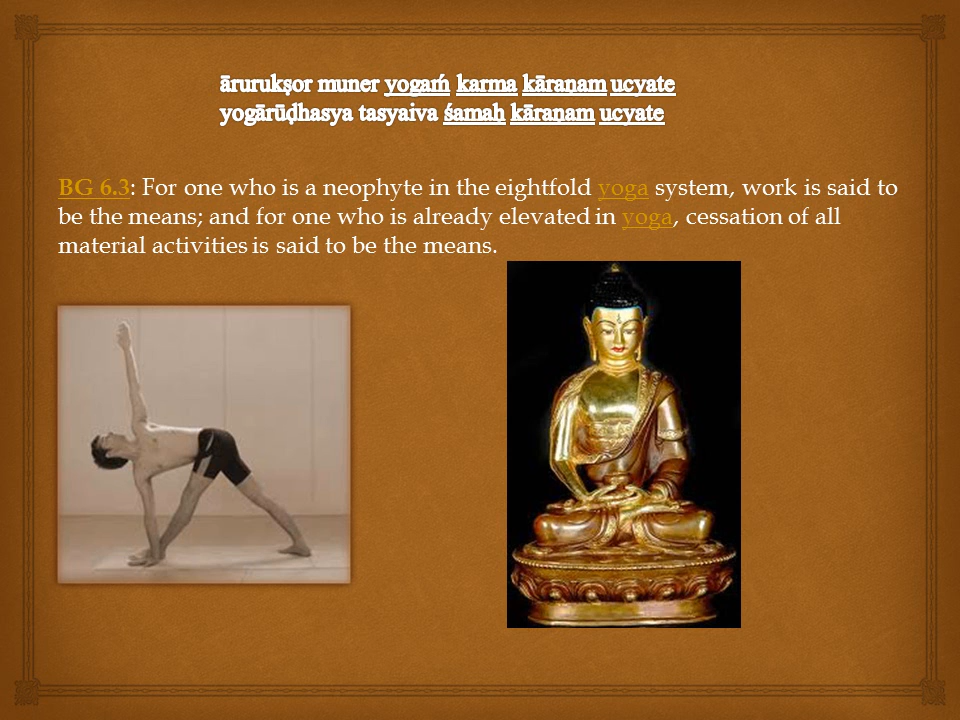 ārurukṣor muner yogaḿ karma kāraṇam ucyate
yogārūḍhasya tasyaiva śamaḥ kāraṇam ucyate
BG 6.3: For one who is a neophyte in the eightfold yoga system, work is said to
be the means; and for one who is already elevated in yoga, cessation of all
material activities is said to be the means.